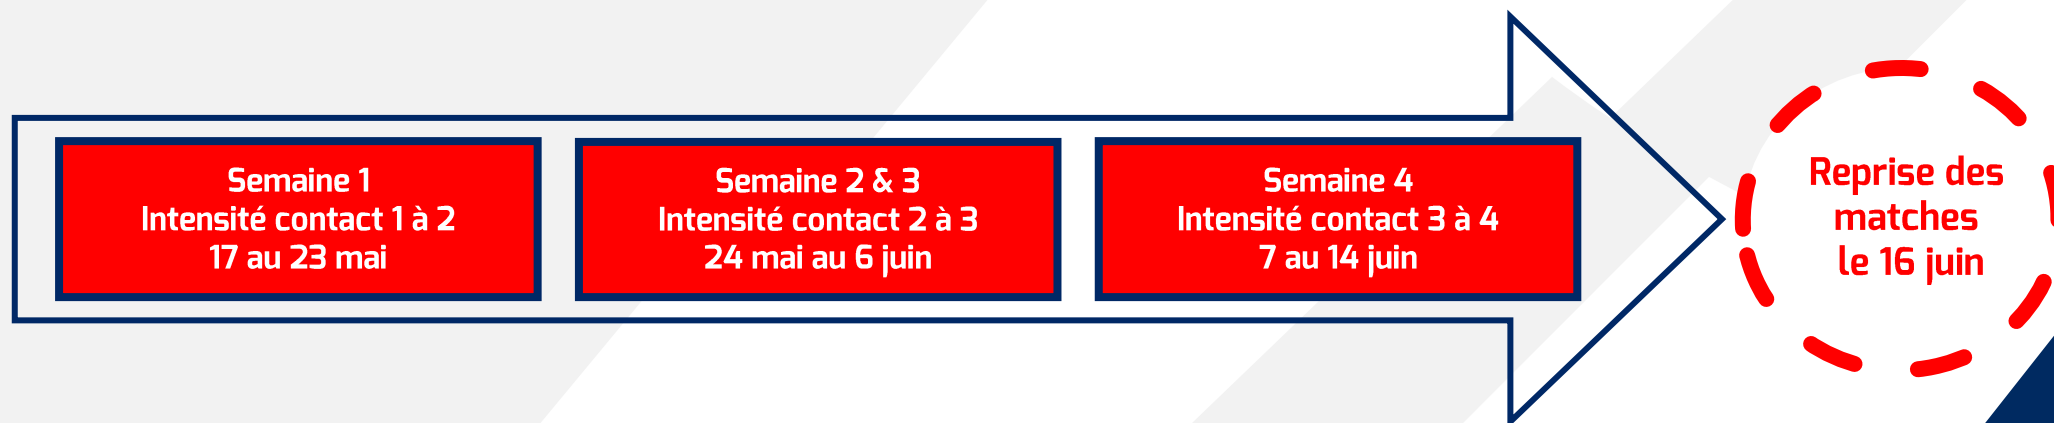 Semaine 1
Intensité contact 1 à 2
17 au 23 mai
Semaine 2 & 3
Intensité contact 2 à 3
24 mai au 6 juin
Semaine 4
Intensité contact 3 à 4
7 au 14 juin
Reprise des
matches
le 16 juin